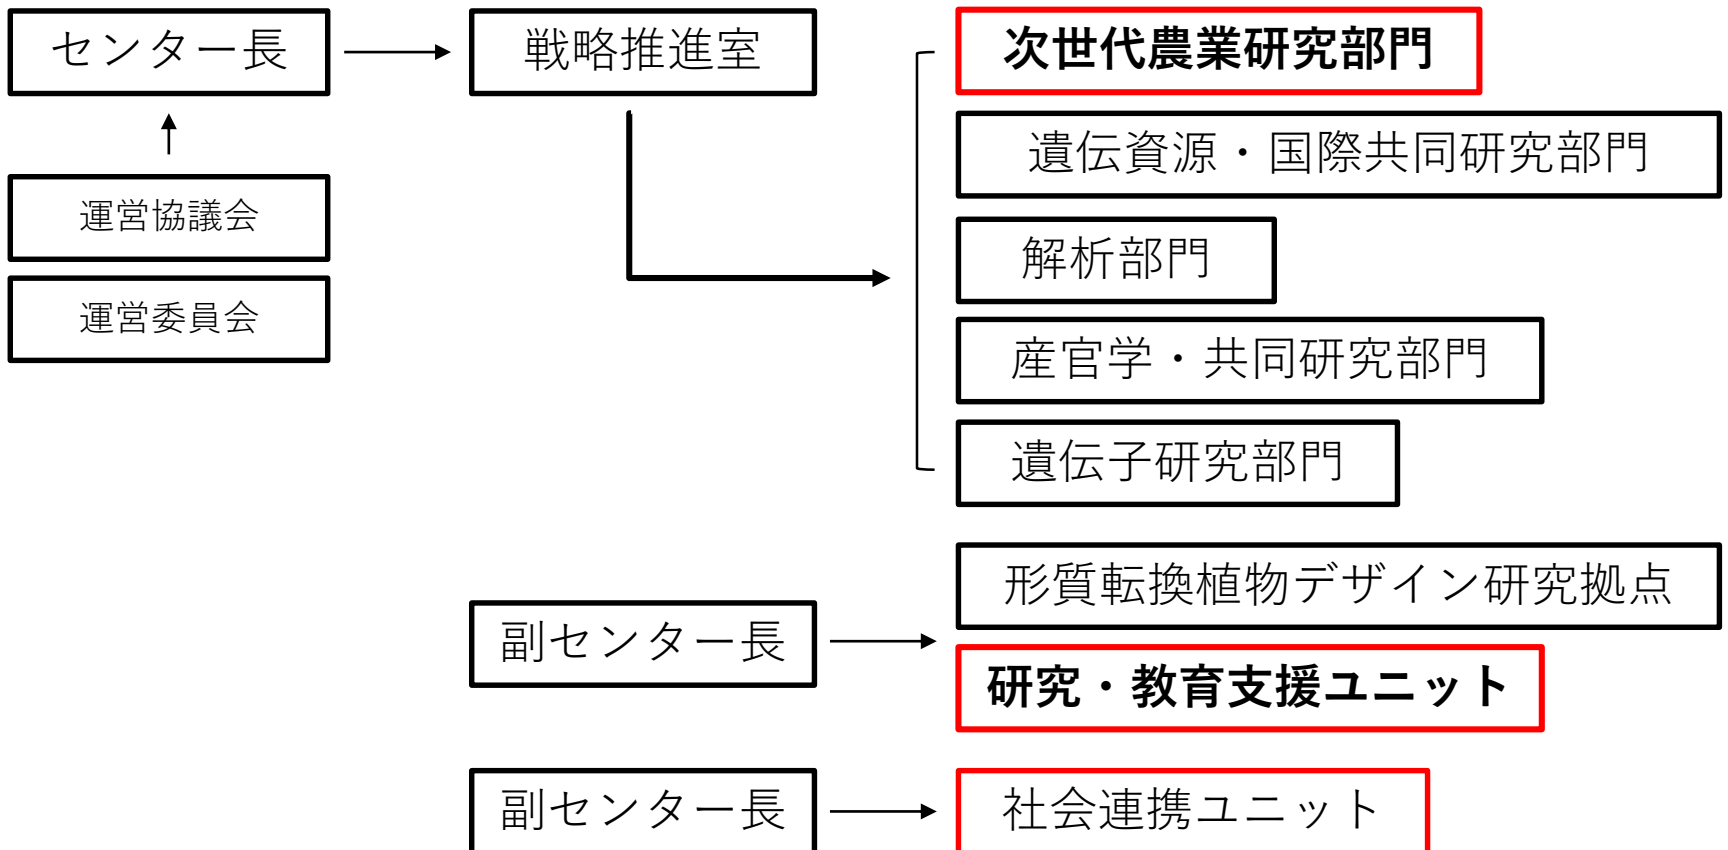 センター長
戦略推進室
次世代農業研究部門
遺伝資源・国際共同研究部門
運営協議会
解析部門
運営委員会
産官学・共同研究部門
遺伝子研究部門
形質転換植物デザイン研究拠点
副センター長
研究・教育支援ユニット
副センター長
社会連携ユニット